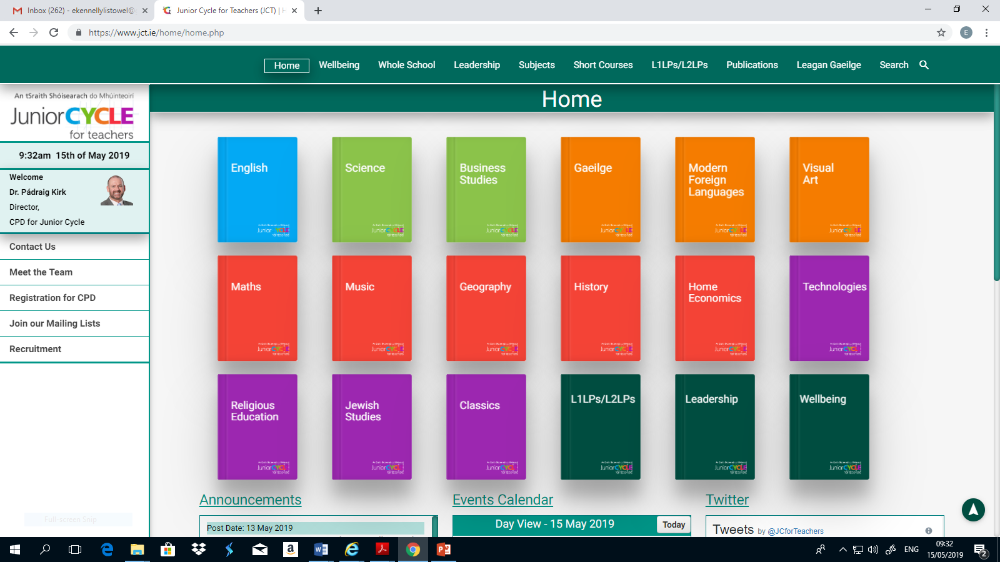 Inbox (262) - ekennellylistowel@
Junior Cycle for Teachers (JCT) | H
https://www.jct.ie/home/home.php
E
Home Wellbeing Whole School Leadership Subjects Short Courses L1LPs/L2LPs Publications Leagan Gaeilge Search
An tSraith Shóisearach do Mhúinteoirí
JuniorCYCLE
for teachers
Home
9:32am 15th of May 2019
Welcome
Dr. Pádraig Kirk
Director,
CPD for Junior Cycle
Contact Us
Meet the Team
Registration for CPD
Join our Mailing Lists
Recruitment
Full-screen Snip
English
Science
Business
Studies
Gaeilge
Modern
Foreign
Languages
Visual
Art
Maths
Music
Geography
History
Home
Economics
Technologies
Religious
Education
Jewish
Studies
Classics
L1LPs/L2LPs
Leadership
Wellbeing
Announcements
Post Date: 13 May 2019
Events Calendar
Day View - 15 May 2019
Today
Twitter
Tweets by @JCforTeachers
ENG
09:32
15/05/2019
2